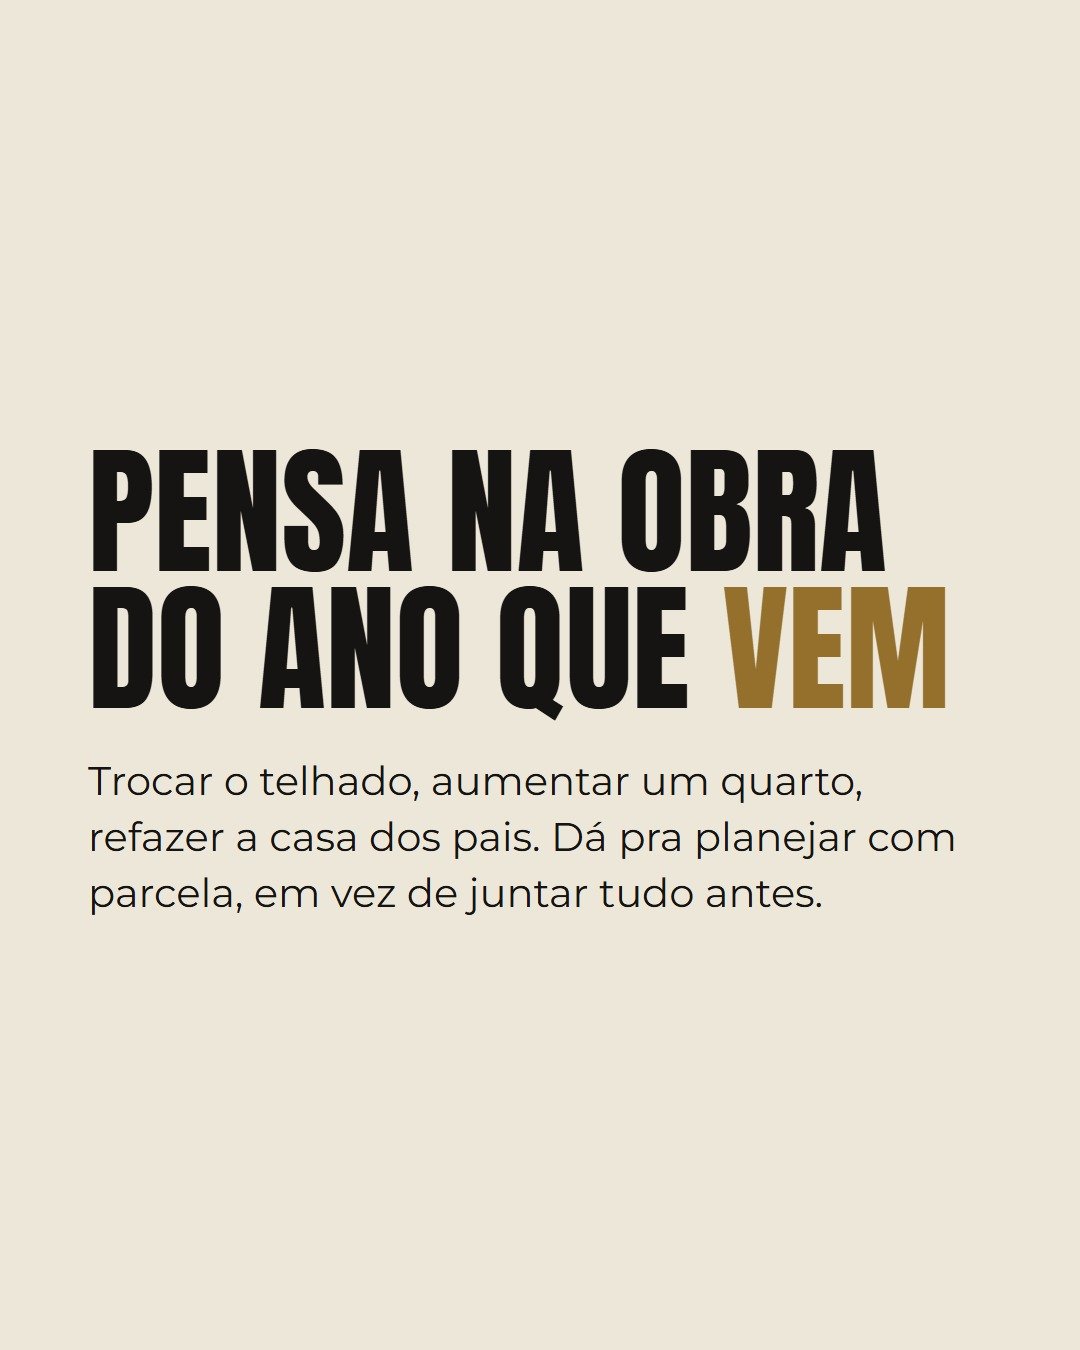 PENSA NA OBRA
DO ANO QUE VEM
Trocar o telhado, aumentar um quarto,
refazer a casa dos pais. Dá pra planejar com
parcela, em vez de juntar tudo antes.